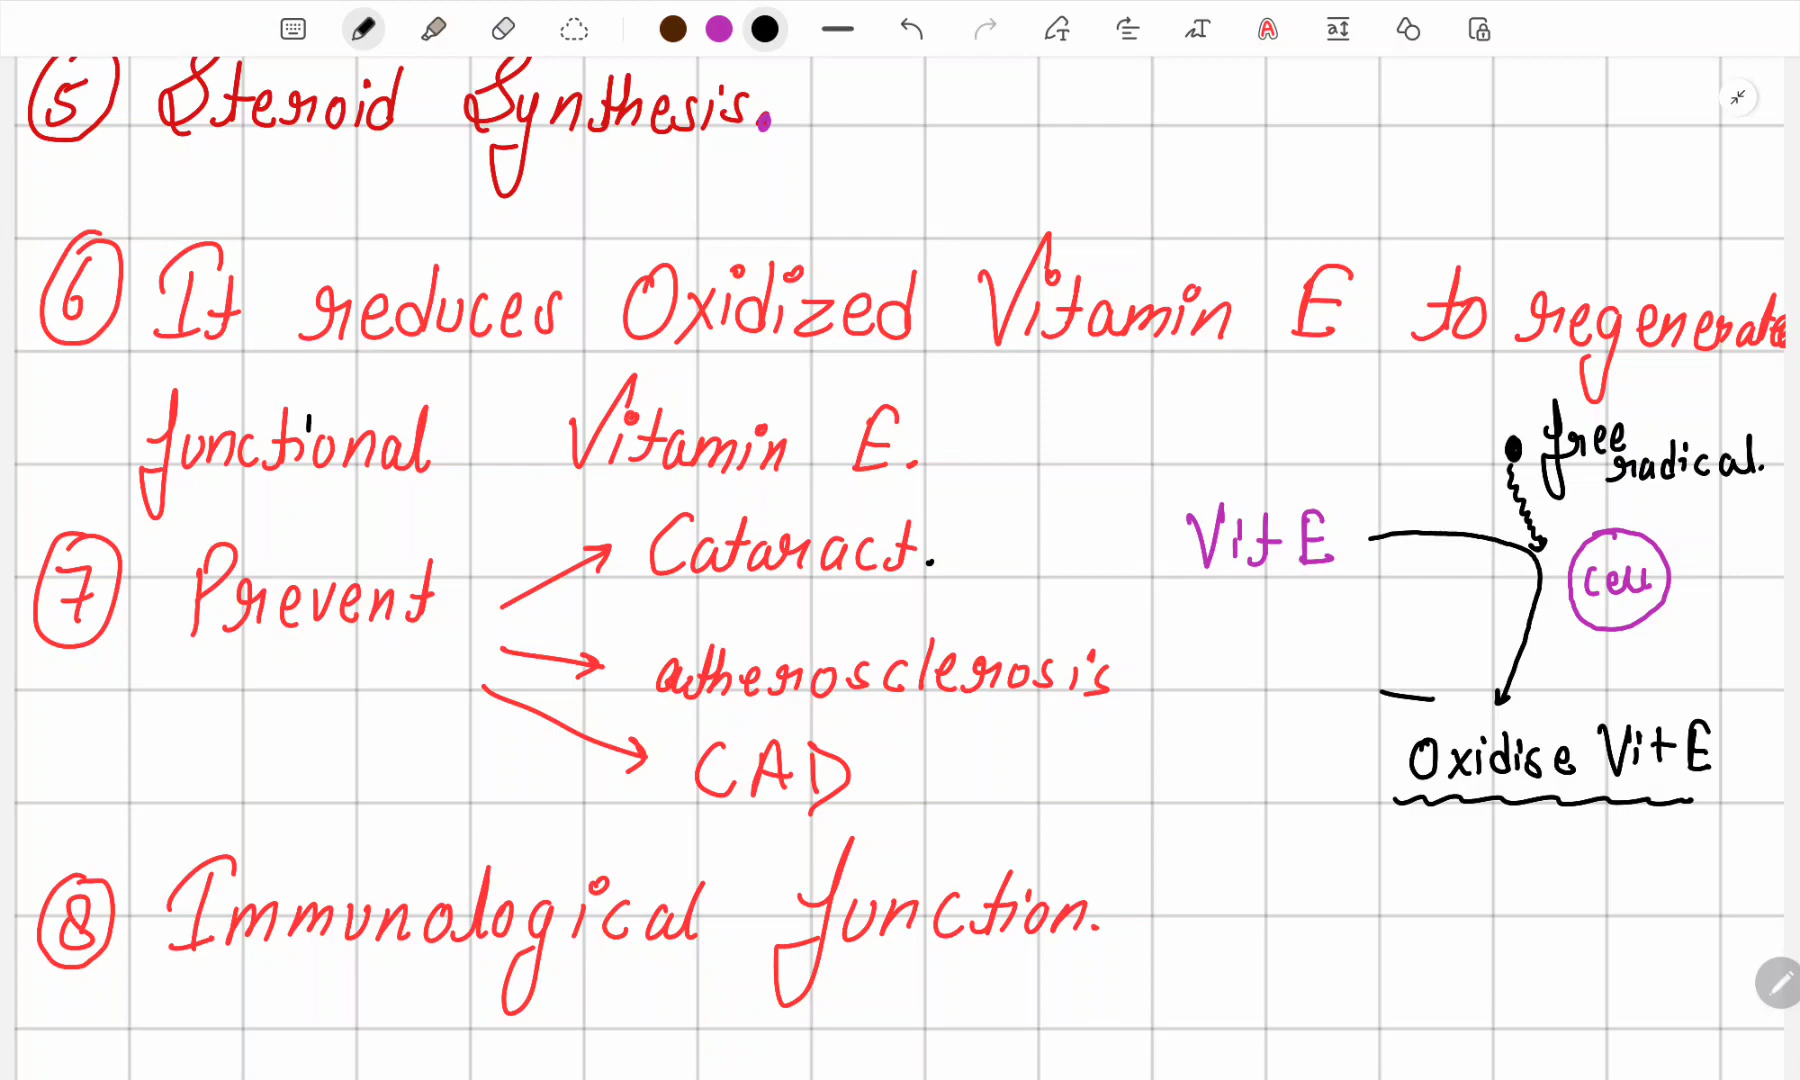 5 Steroid Synthesis.
6 It reduces Oxidized Vitamin E to regenerate
functional Vitamin E.
free radical.
Vit E
cell
7 Prevent
Cataract.
atherosclerosis
CAD
Oxidise Vit E
8 Immunological function.